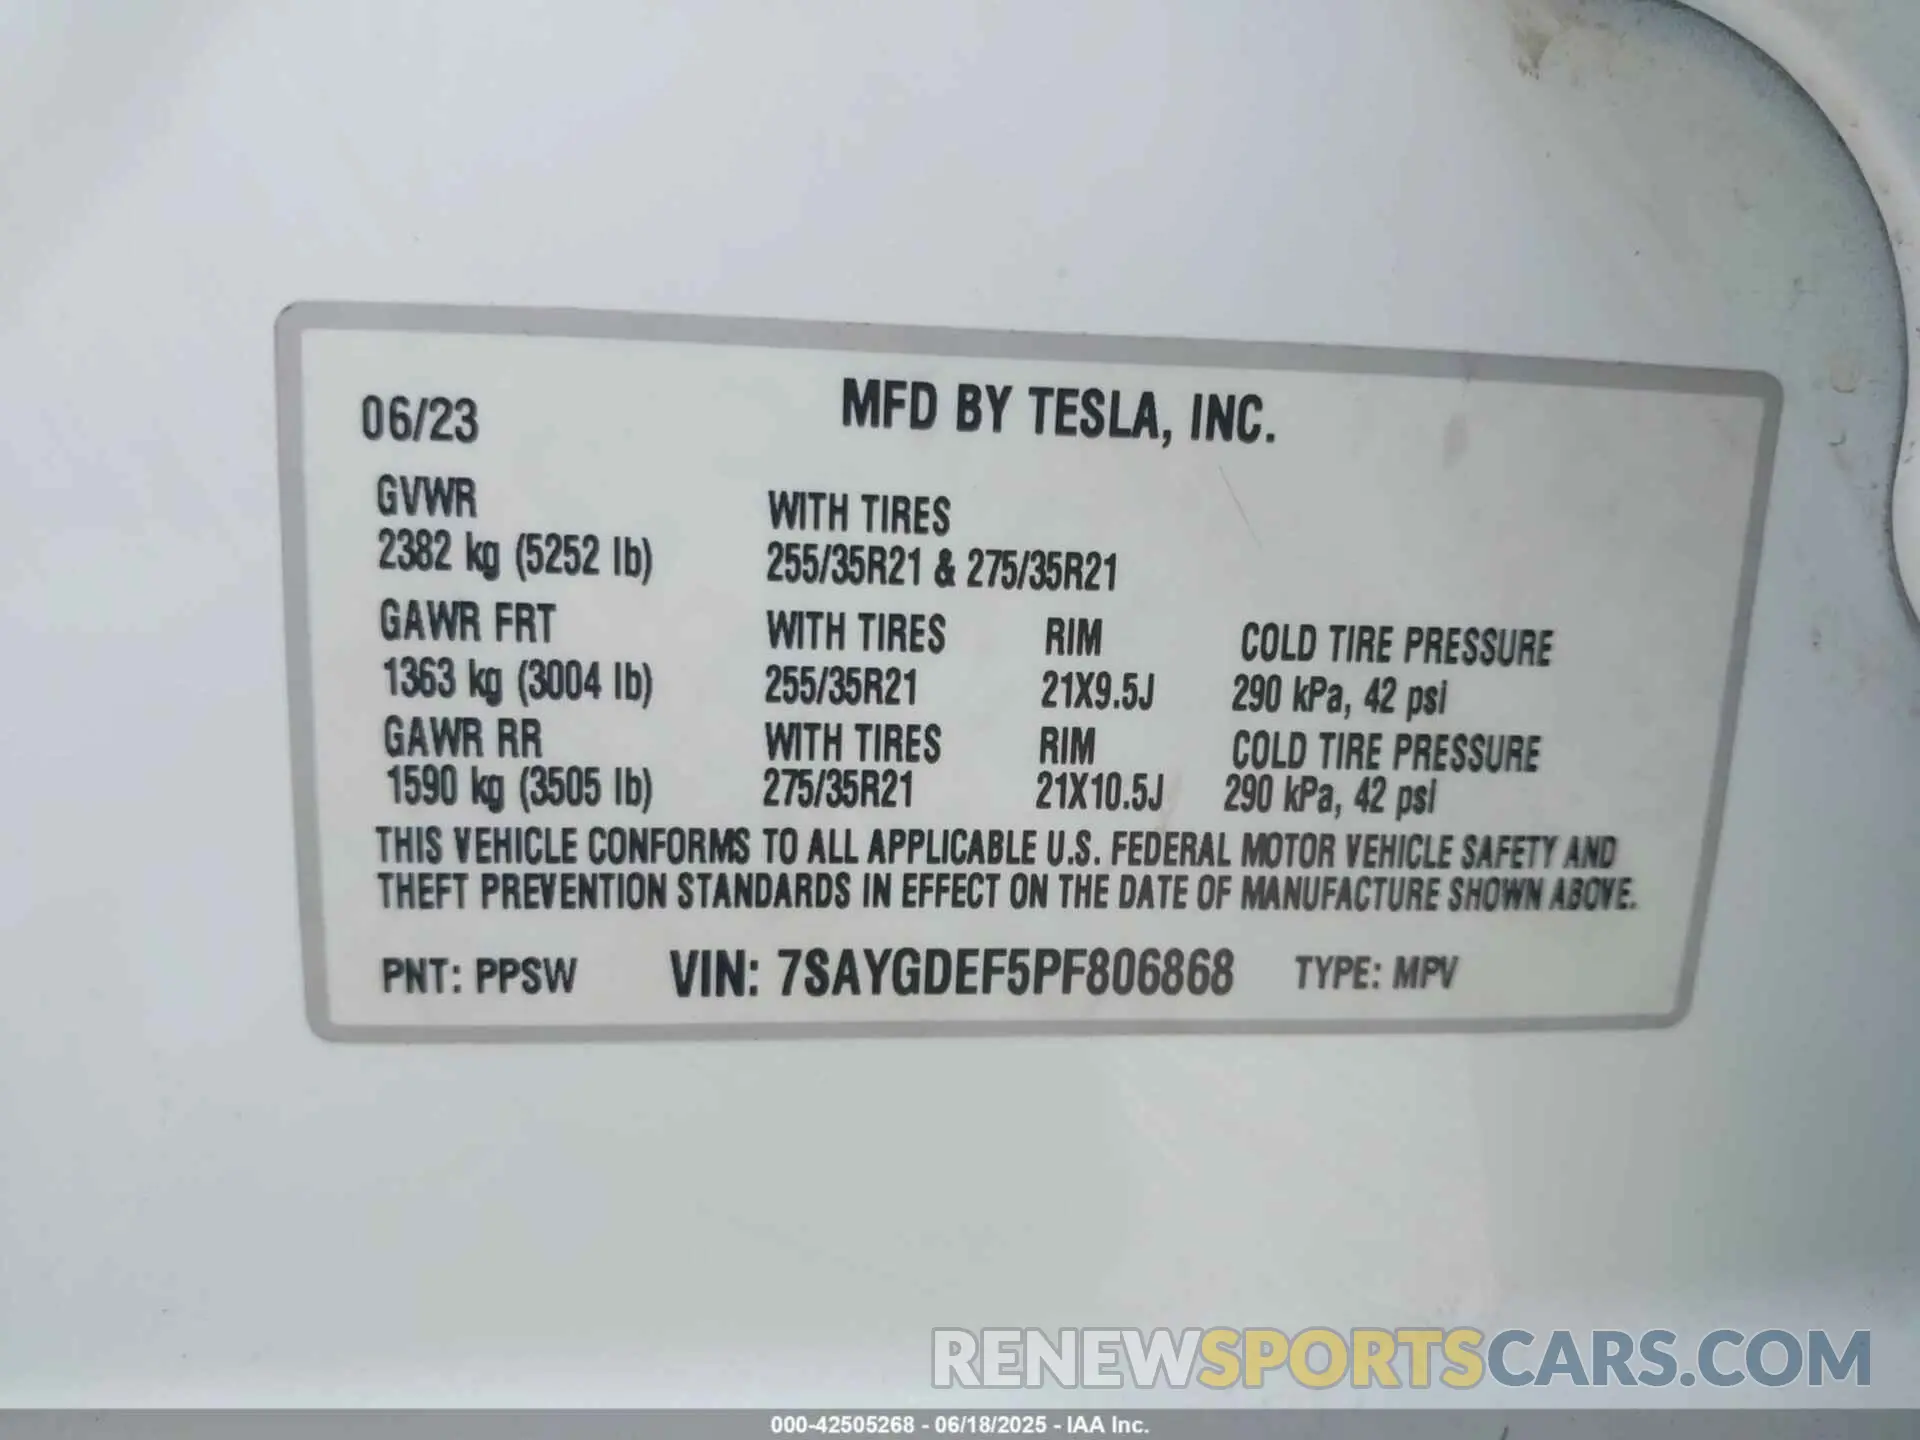 06/23 MFD BY TESLA, INC.
GVWR WITH TIRES
2382 kg (5252 lb) 255/35R21 & 275/35R21
GAWR FRT WITH TIRES RIM COLD TIRE PRESSURE
1363 kg (3004 lb) 255/35R21 21X9.5J 290 kPa, 42 psi
GAWR RR WITH TIRES RIM COLD TIRE PRESSURE
1590 kg (3505 lb) 275/35R21 21X10.5J 290 kPa, 42 psi
THIS VEHICLE CONFORMS TO ALL APPLICABLE U.S. FEDERAL MOTOR VEHICLE SAFETY AND
THEFT PREVENTION STANDARDS IN EFFECT ON THE DATE OF MANUFACTURE SHOWN ABOVE.
PNT: PPSW VIN: 7SAYGDEF5PF806868 TYPE: MPV
RENEWSPORTSCARS.COM
000-42505268 - 06/18/2025 - IAA Inc.